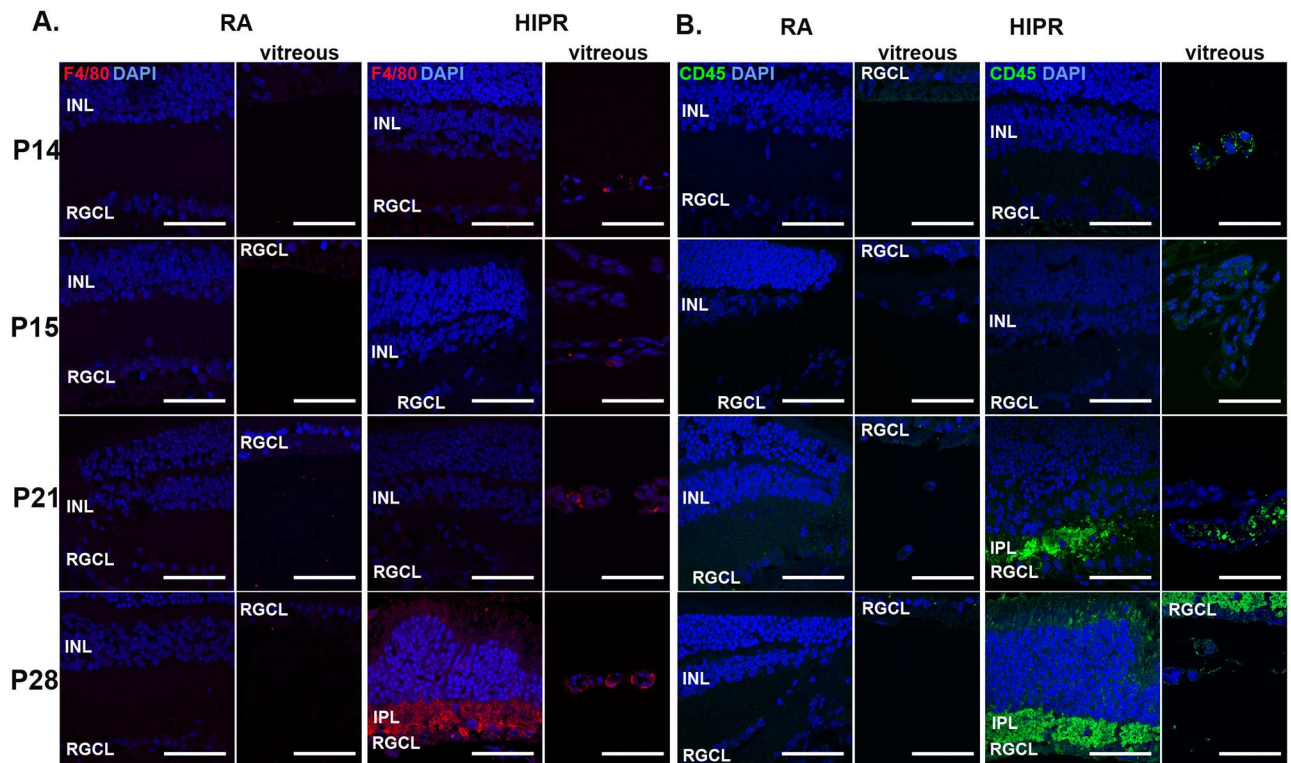 A. RA HIPR B. RA HIPR
vitreous vitreous vitreous vitreous
F4/80 DAPI F4/80 DAPI CD45 DAPI RGCL CD45 DAPI
INL INL INL INL
P14
RGCL RGCL RGCL RGCL
RGCL RGCL
INL INL INL INL
P15
RGCL RGCL RGCL
RGCL RGCL
INL INL INL INL
P21
IPL
RGCL RGCL RGCL RGCL
RGCL RGCL RGCL
INL INL
P28
IPL IPL
RGCL RGCL RGCL RGCL